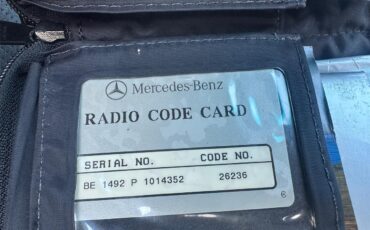 Mercedes-Benz
RADIO CODE CARD
SERIAL NO. CODE NO.
BE 1492 P 1014352 26236